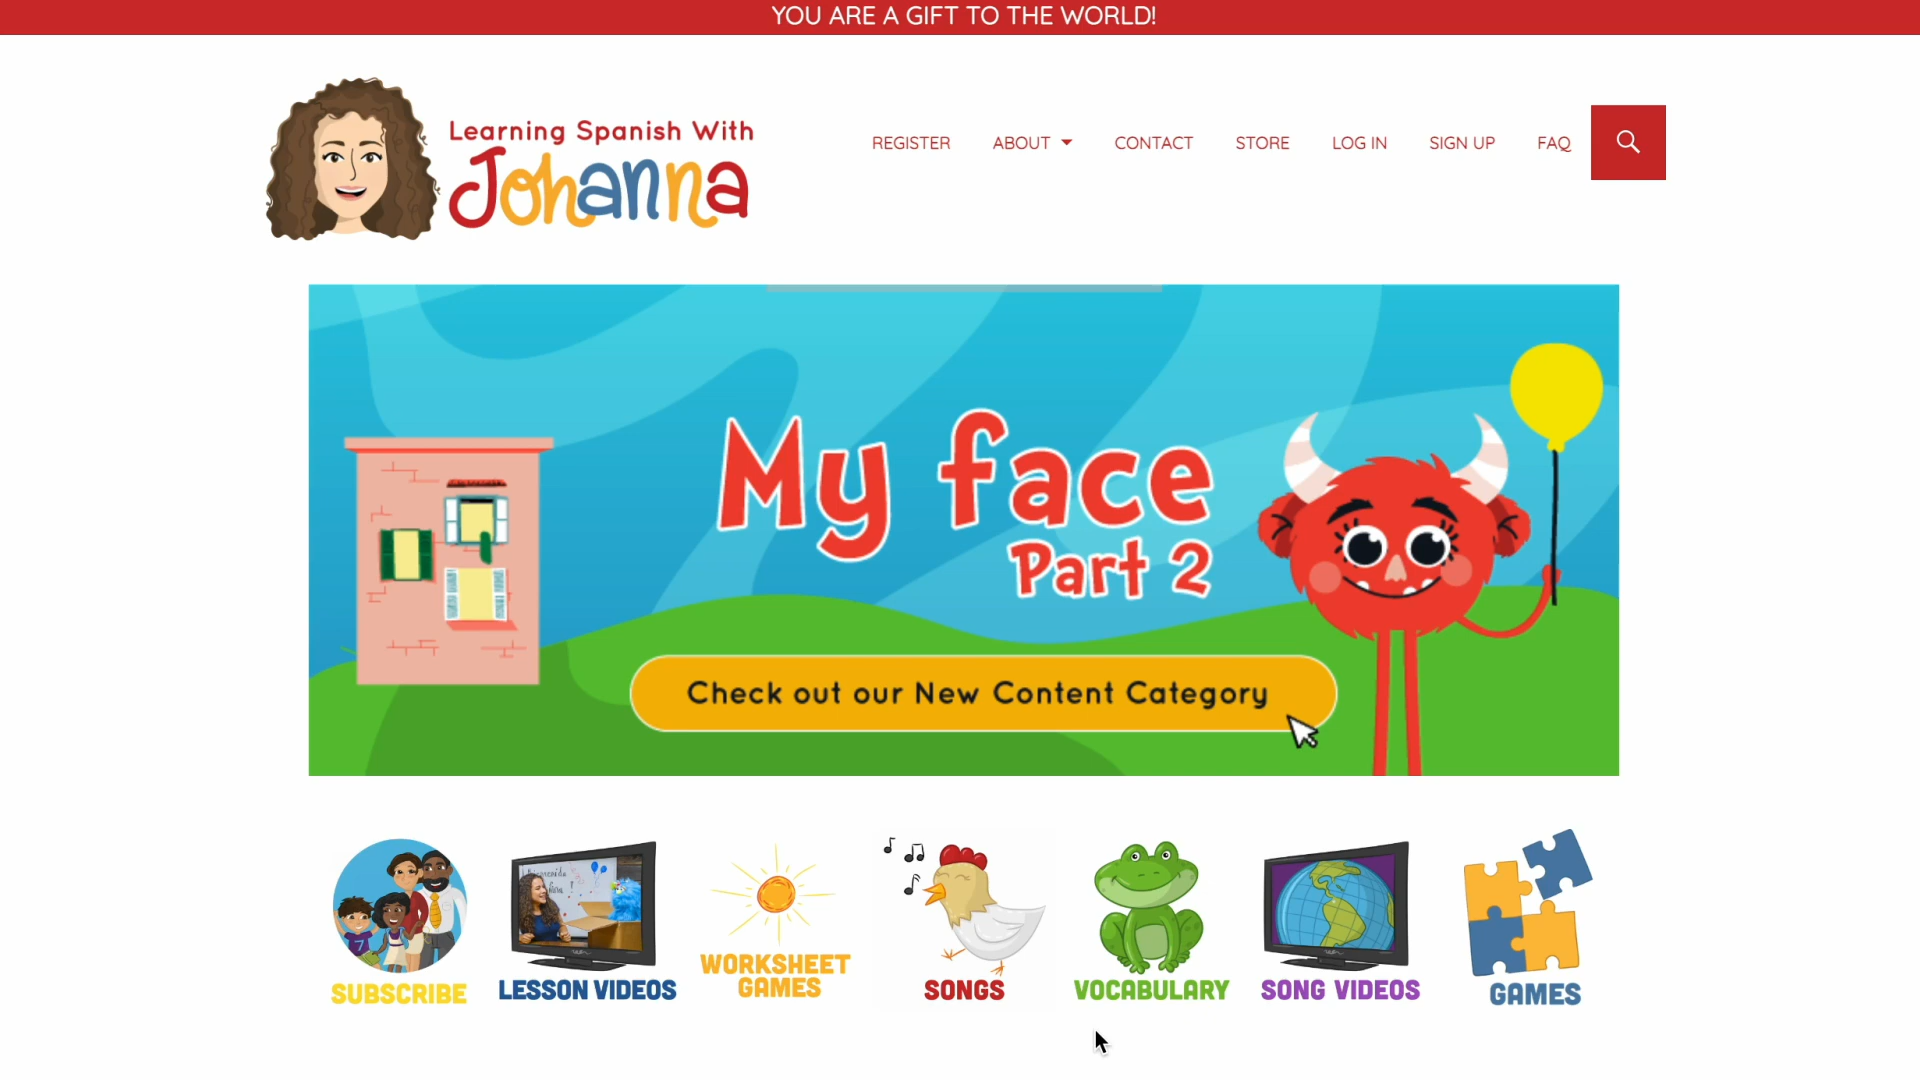 YOU ARE A GIFT TO THE WORLD!
Learning Spanish With
Johanna
REGISTER
ABOUT
CONTACT
STORE
LOG IN
SIGN UP
FAQ
My face
Part 2
Check out our New Content Category
SUBSCRIBE
LESSON VIDEOS
WORKSHEET
GAMES
SONGS
VOCABULARY
SONG VIDEOS
GAMES